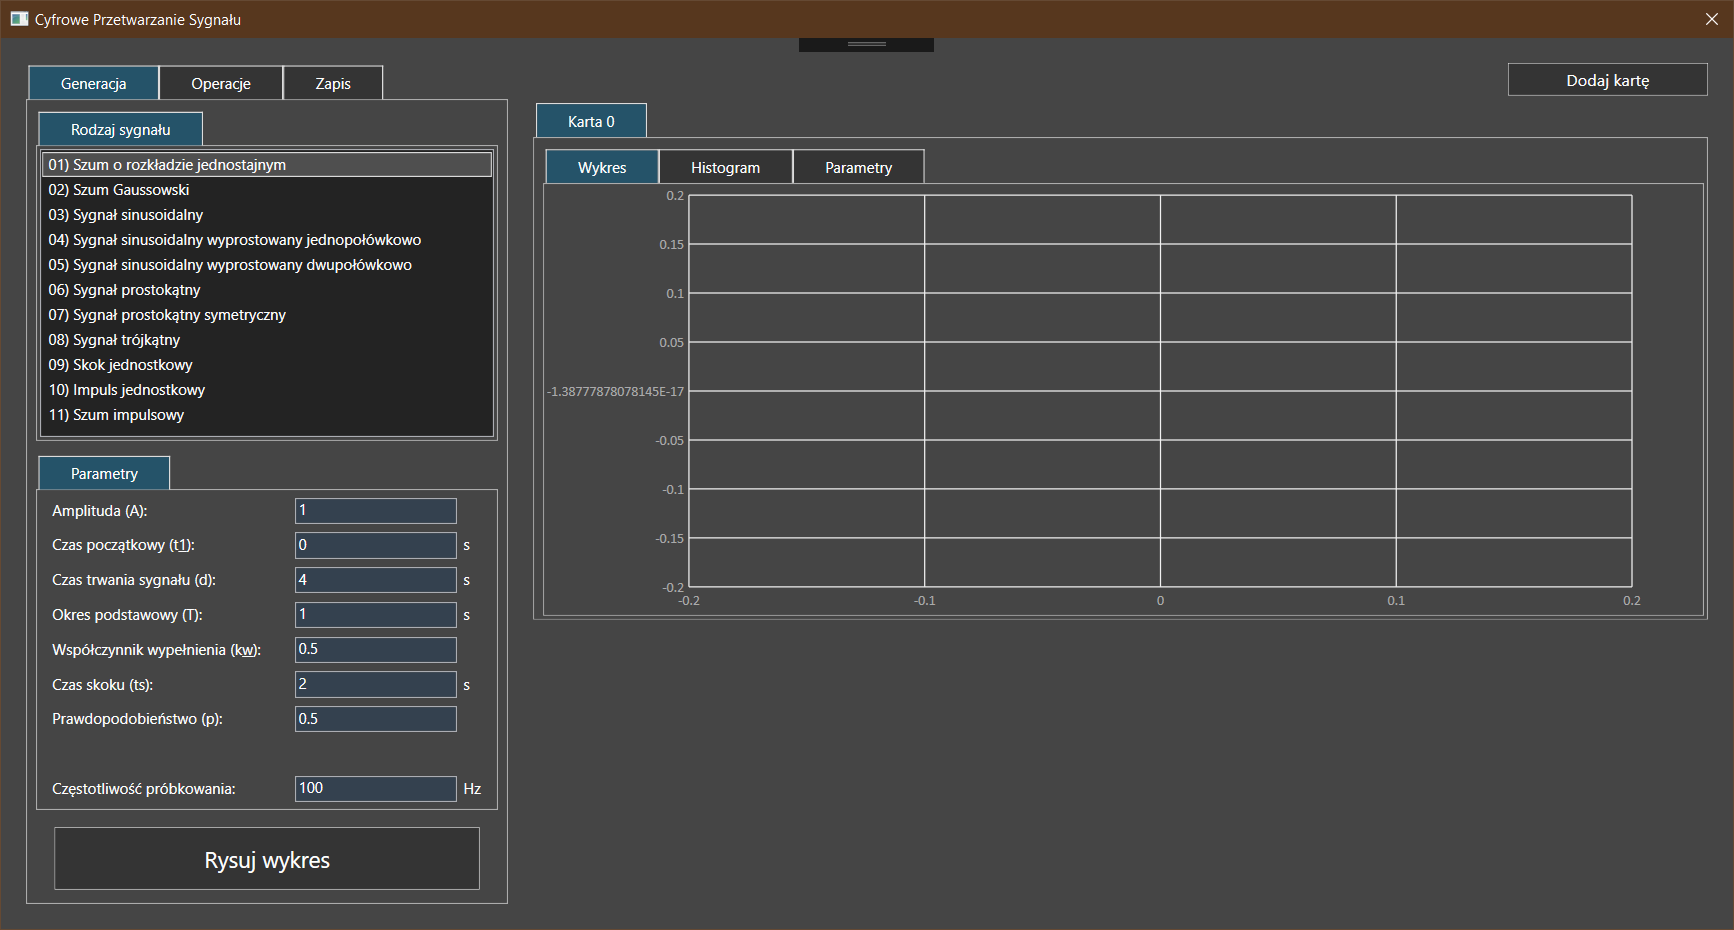 Cyfrowe Przetwarzanie Sygnału
Generacja Operacje Zapis
Rodzaj sygnału
01) Szum o rozkładzie jednostajnym
02) Szum Gaussowski
03) Sygnał sinusoidalny
04) Sygnał sinusoidalny wyprostowany jednopołówkowo
05) Sygnał sinusoidalny wyprostowany dwupołówkowo
06) Sygnał prostokątny
07) Sygnał prostokątny symetryczny
08) Sygnał trójkątny
09) Skok jednostkowy
10) Impuls jednostkowy
11) Szum impulsowy
Parametry
Amplituda (A): 1
Czas początkowy (t1): 0 s
Czas trwania sygnału (d): 4 s
Okres podstawowy (T): 1 s
Współczynnik wypełnienia (kw): 0.5
Czas skoku (ts): 2 s
Prawdopodobieństwo (p): 0.5
Częstotliwość próbkowania: 100 Hz
Rysuj wykres
Dodaj kartę
Karta 0
Wykres Histogram Parametry
0.2
0.15
0.1
0.05
-1.38777878078145E-17
-0.05
-0.1
-0.15
-0.2
-0.2 -0.1 0 0.1 0.2